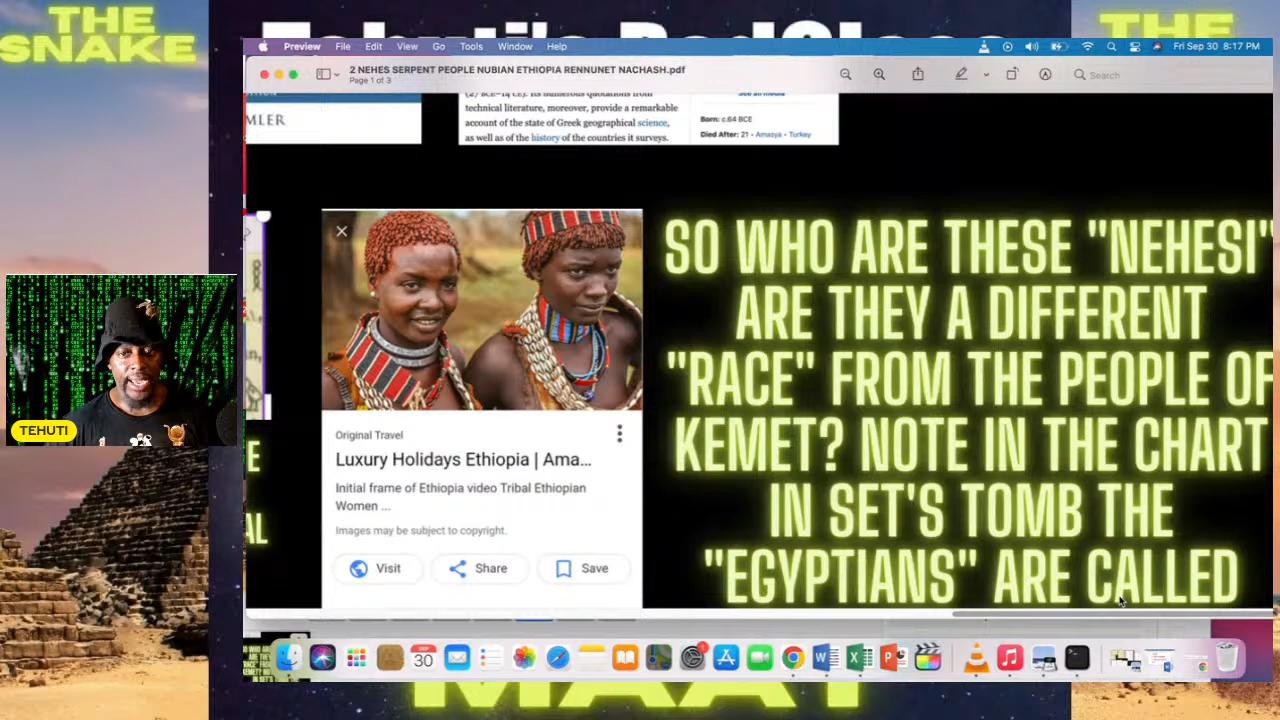 THE
SNAKE
THE
Preview File Edit View Go Tools Window Help
Fri Sep 30 8:17 PM
2 NEHES SERPENT PEOPLE NUBIAN ETHIOPIA RENNUNET NACHASH.pdf
Page 1 of 3
Search
MLER
technical literature, moreover, provide a remarkable
account of the state of Greek geographical science,
as well as of the history of the countries it surveys.
See all media
Born: c.64 BCE
Died After: 21 • Amasya • Turkey
SO WHO ARE THESE "NEHESI"
ARE THEY A DIFFERENT
"RACE" FROM THE PEOPLE OF
KEMET? NOTE IN THE CHART
IN SET'S TOMB THE
"EGYPTIANS" ARE CALLED
Original Travel
Luxury Holidays Ethiopia | Ama...
Initial frame of Ethiopia video Tribal Ethiopian
Women ...
Images may be subject to copyright.
Visit Share Save
TEHUTI
E
AL
SEP
30
MAAT